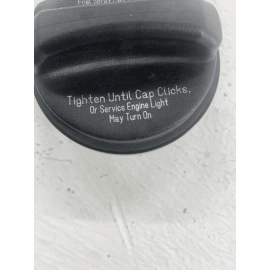 Tighten Until Cap Clicks,
Or Service Engine Light
May Turn On